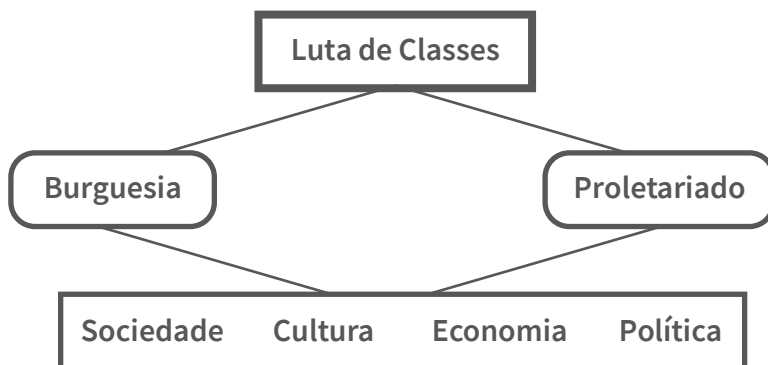 Luta de Classes
Burguesia Proletariado
Sociedade Cultura Economia Política